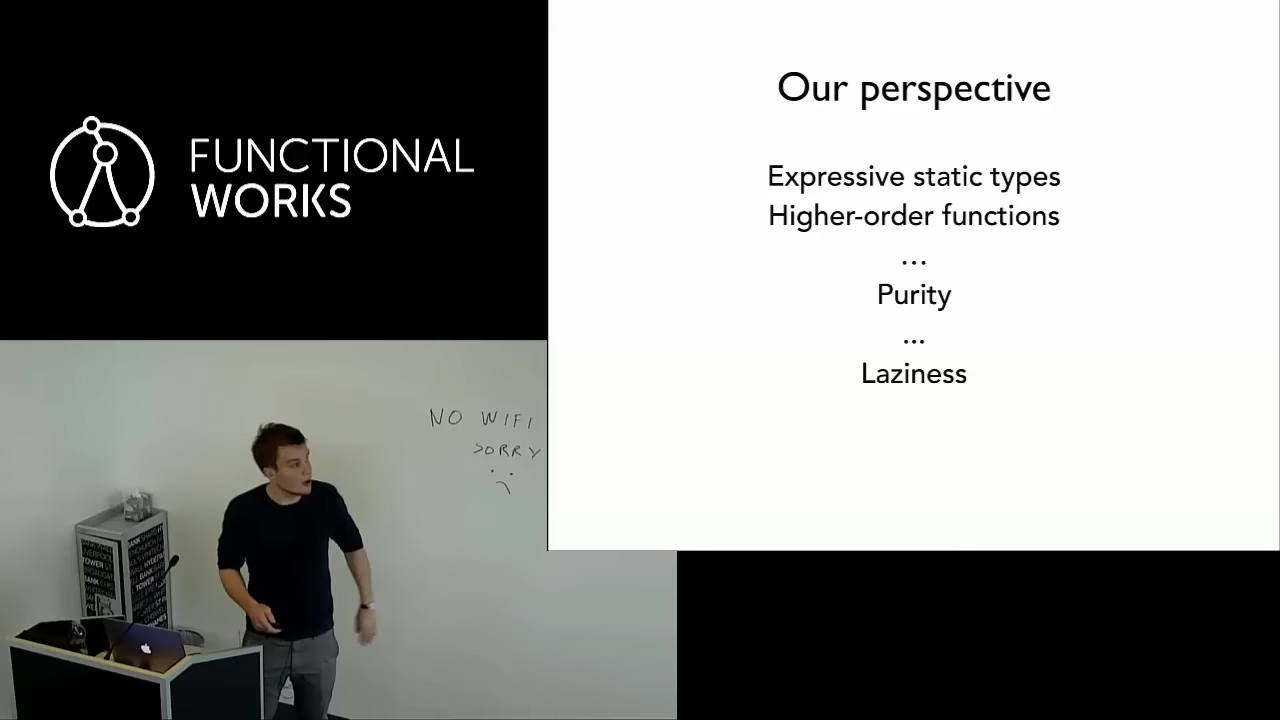 FUNCTIONAL
WORKS
Our perspective
Expressive static types
Higher-order functions
...
Purity
...
Laziness
NO WIFI
SORRY